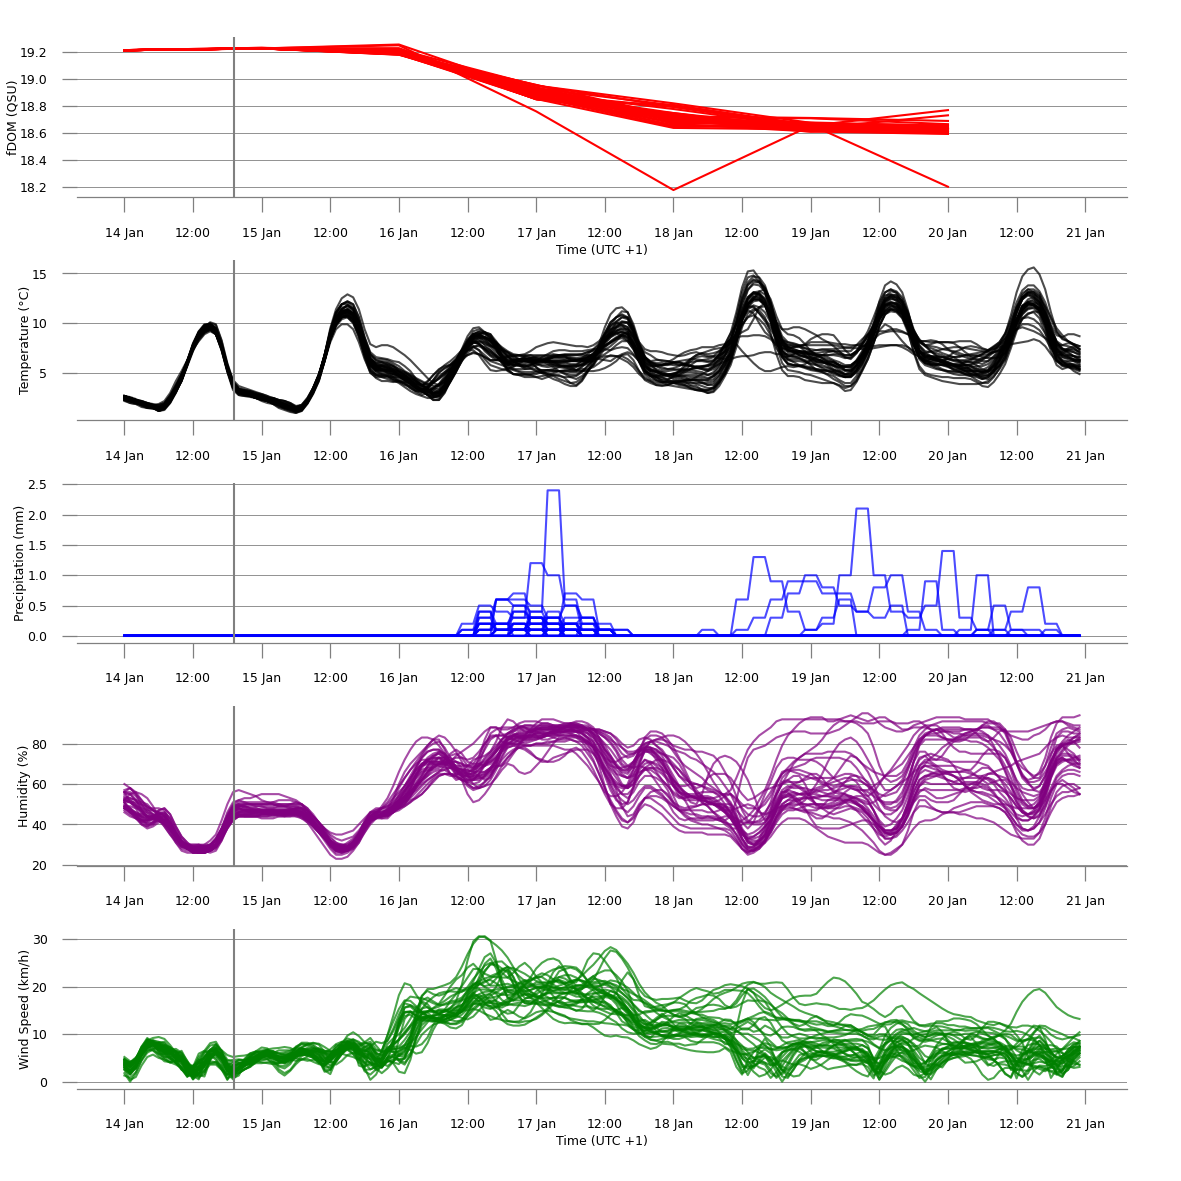 19.2
19.0
18.8
18.6
18.4
18.2
fDOM (QSU)
14 Jan 12:00 15 Jan 12:00 16 Jan 12:00 17 Jan 12:00 18 Jan 12:00 19 Jan 12:00 20 Jan 12:00 21 Jan
Time (UTC +1)
15
10
5
Temperature (°C)
14 Jan 12:00 15 Jan 12:00 16 Jan 12:00 17 Jan 12:00 18 Jan 12:00 19 Jan 12:00 20 Jan 12:00 21 Jan
2.5
2.0
1.5
1.0
0.5
0.0
Precipitation (mm)
14 Jan 12:00 15 Jan 12:00 16 Jan 12:00 17 Jan 12:00 18 Jan 12:00 19 Jan 12:00 20 Jan 12:00 21 Jan
80
60
40
20
Humidity (%)
14 Jan 12:00 15 Jan 12:00 16 Jan 12:00 17 Jan 12:00 18 Jan 12:00 19 Jan 12:00 20 Jan 12:00 21 Jan
30
20
10
0
Wind Speed (km/h)
14 Jan 12:00 15 Jan 12:00 16 Jan 12:00 17 Jan 12:00 18 Jan 12:00 19 Jan 12:00 20 Jan 12:00 21 Jan
Time (UTC +1)